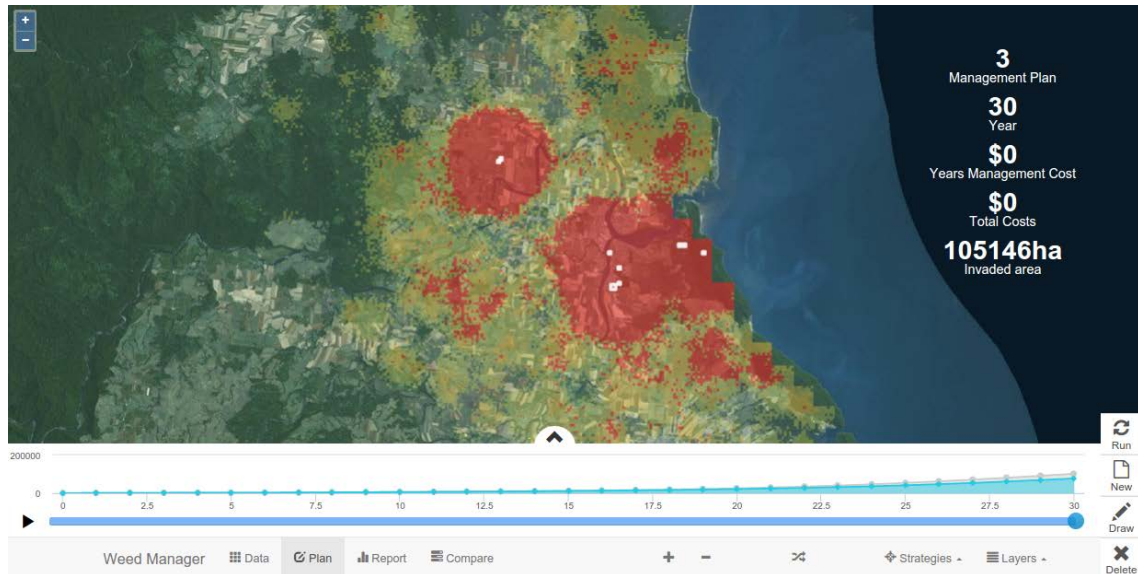 +
−
3
Management Plan
30
Year
$0
Years Management Cost
$0
Total Costs
105146ha
Invaded area
200000
0
0 2.5 5 7.5 10 12.5 15 17.5 20 22.5 25 27.5 30
Run
New
Draw
Delete
Weed Manager Data Plan Report Compare + − Strategies Layers